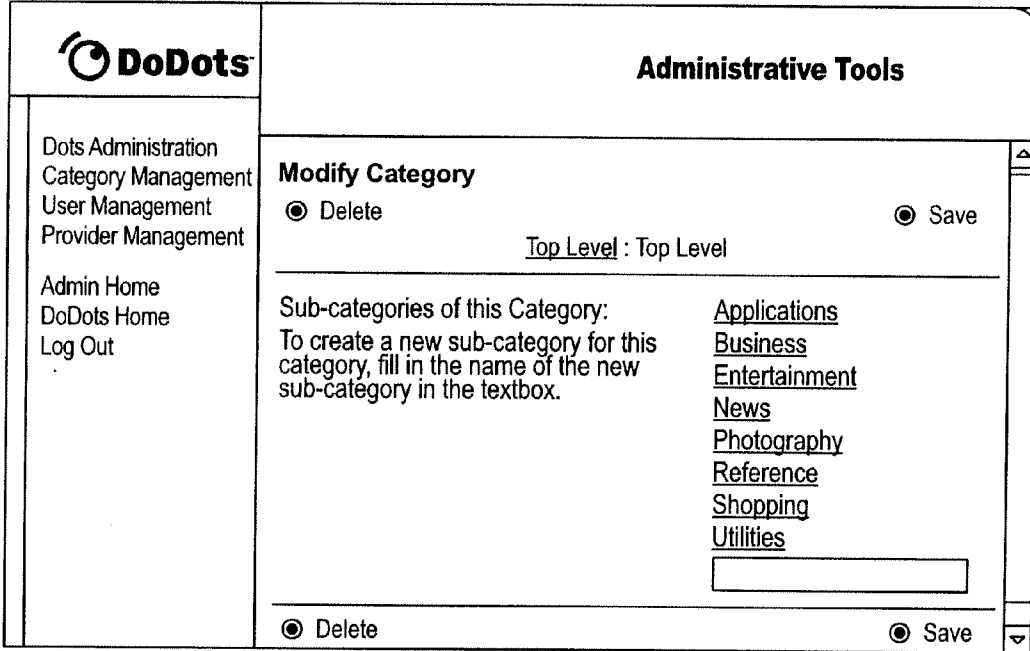 DoDots
Administrative Tools
Dots Administration
Category Management
User Management
Provider Management
Admin Home
DoDots Home
Log Out
Modify Category
Delete
Save
Top Level : Top Level
Sub-categories of this Category:
To create a new sub-category for this
category, fill in the name of the new
sub-category in the textbox.
Applications
Business
Entertainment
News
Photography
Reference
Shopping
Utilities
Delete
Save